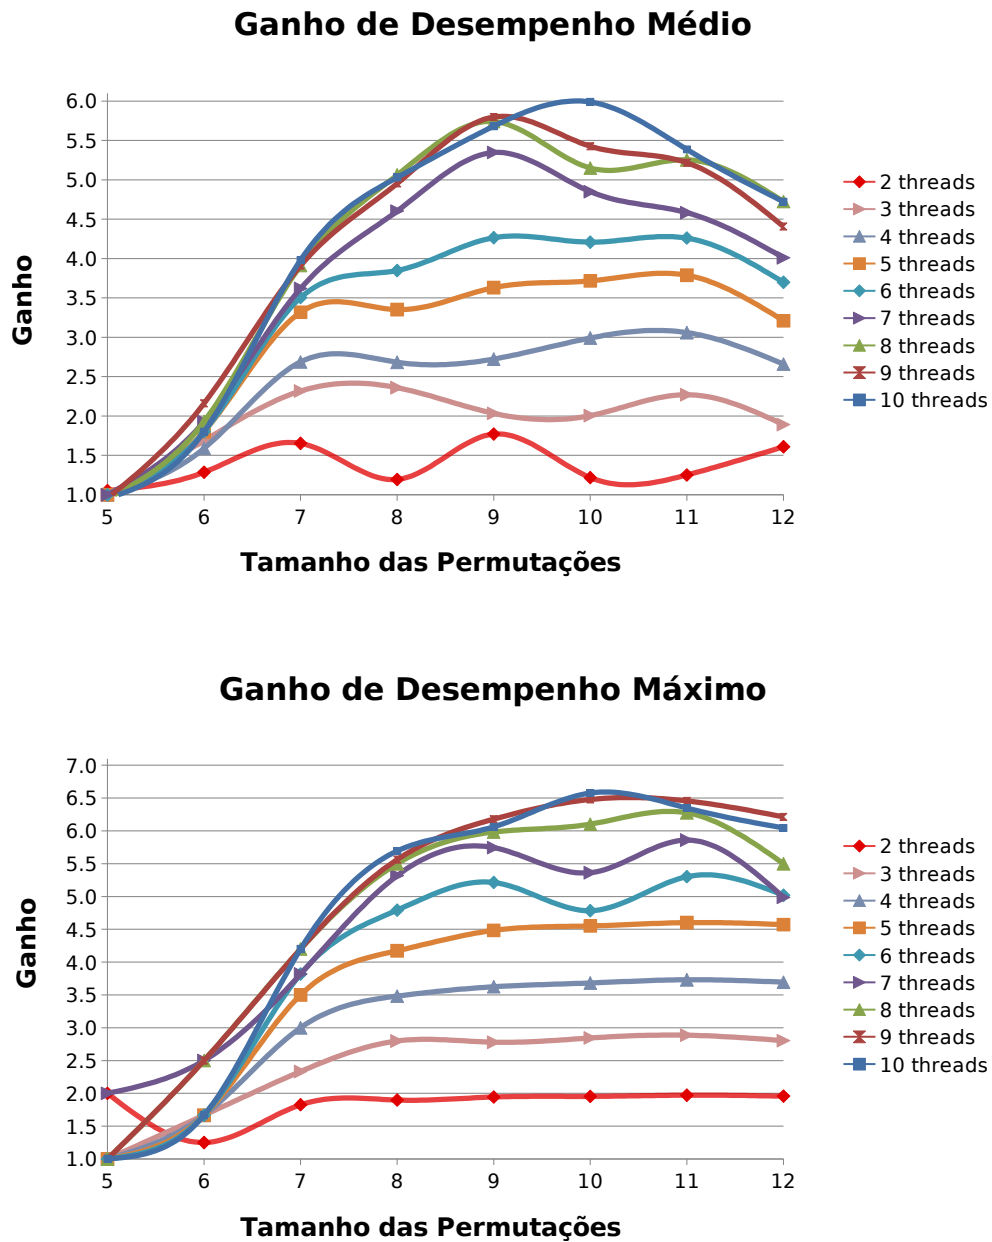 Ganho de Desempenho Médio
6.0
5.5
5.0
4.5
4.0
3.5
3.0
2.5
2.0
1.5
1.0
Ganho
5 6 7 8 9 10 11 12
Tamanho das Permutações
2 threads
3 threads
4 threads
5 threads
6 threads
7 threads
8 threads
9 threads
10 threads
Ganho de Desempenho Máximo
7.0
6.5
6.0
5.5
5.0
4.5
4.0
3.5
3.0
2.5
2.0
1.5
1.0
Ganho
5 6 7 8 9 10 11 12
Tamanho das Permutações
2 threads
3 threads
4 threads
5 threads
6 threads
7 threads
8 threads
9 threads
10 threads